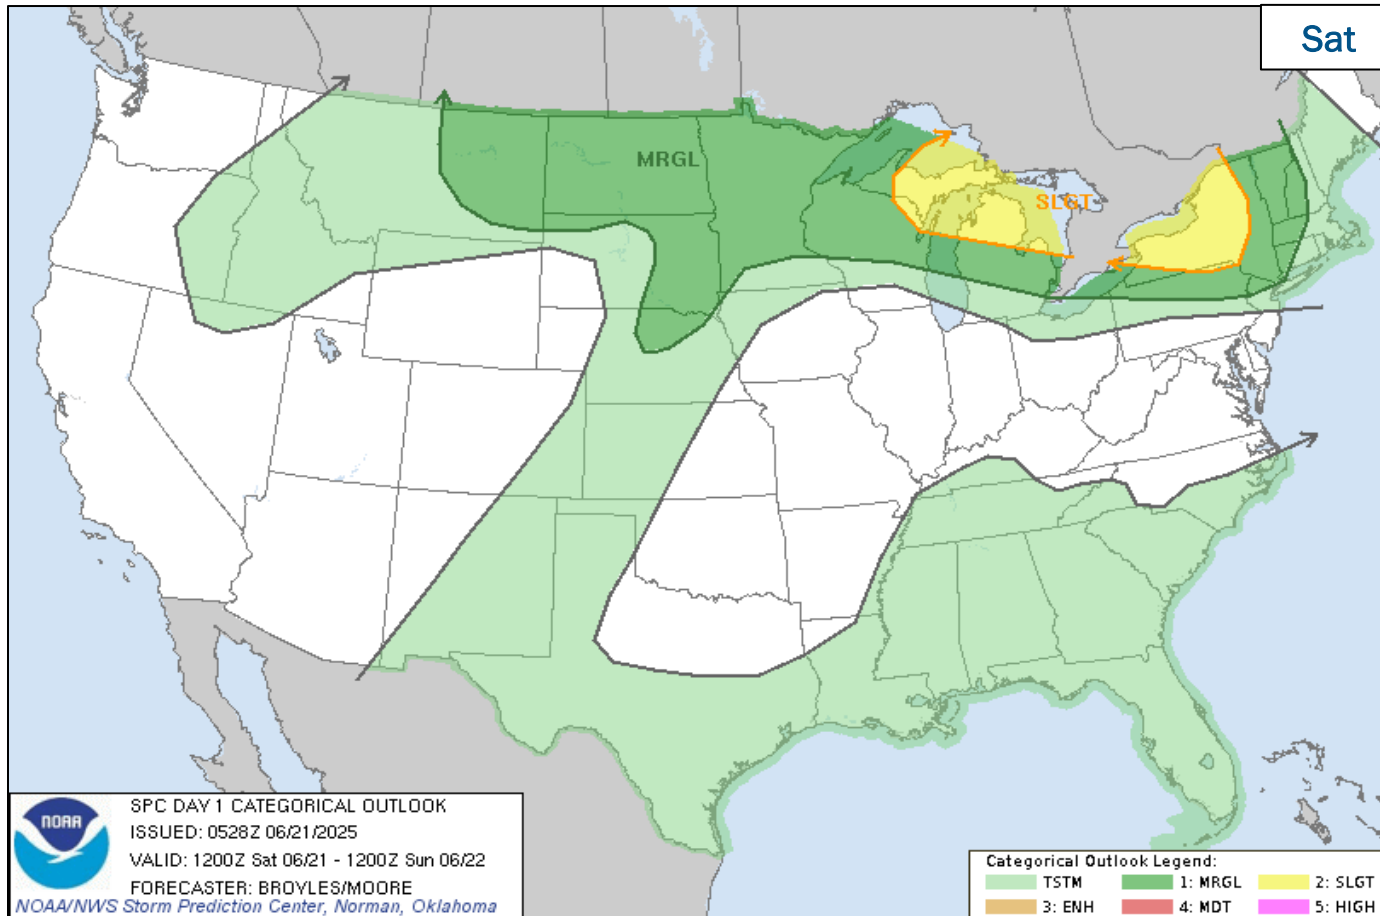 Sat
MRGL
SLGT
NOAA
SPC DAY 1 CATEGORICAL OUTLOOK
ISSUED: 0528Z 06/21/2025
VALID: 1200Z Sat 06/21 - 1200Z Sun 06/22
FORECASTER: BROYLES/MOORE
NOAA/NWS Storm Prediction Center, Norman, Oklahoma
Categorical Outlook Legend:
TSTM 1: MRGL 2: SLGT
3: ENH 4: MDT 5: HIGH